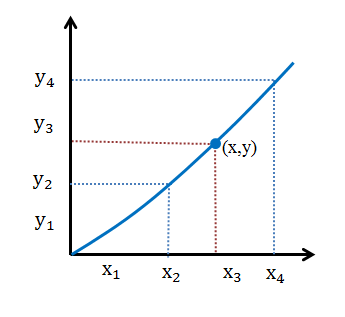 y₄
y₃
(x,y)
y₂
y₁
x₁ x₂ x₃ x₄